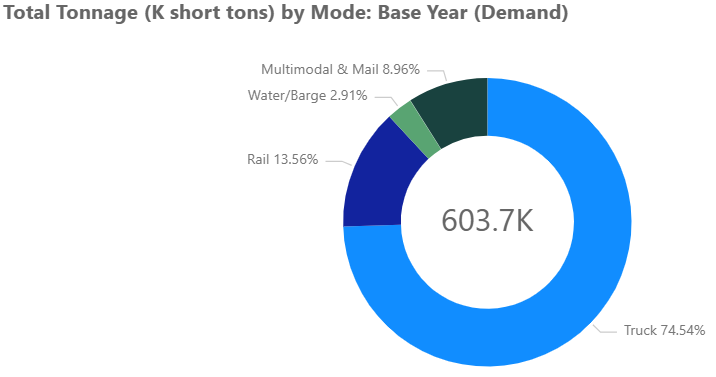 Total Tonnage (K short tons) by Mode: Base Year (Demand)
Multimodal & Mail 8.96%
Water/Barge 2.91%
Rail 13.56%
603.7K
Truck 74.54%